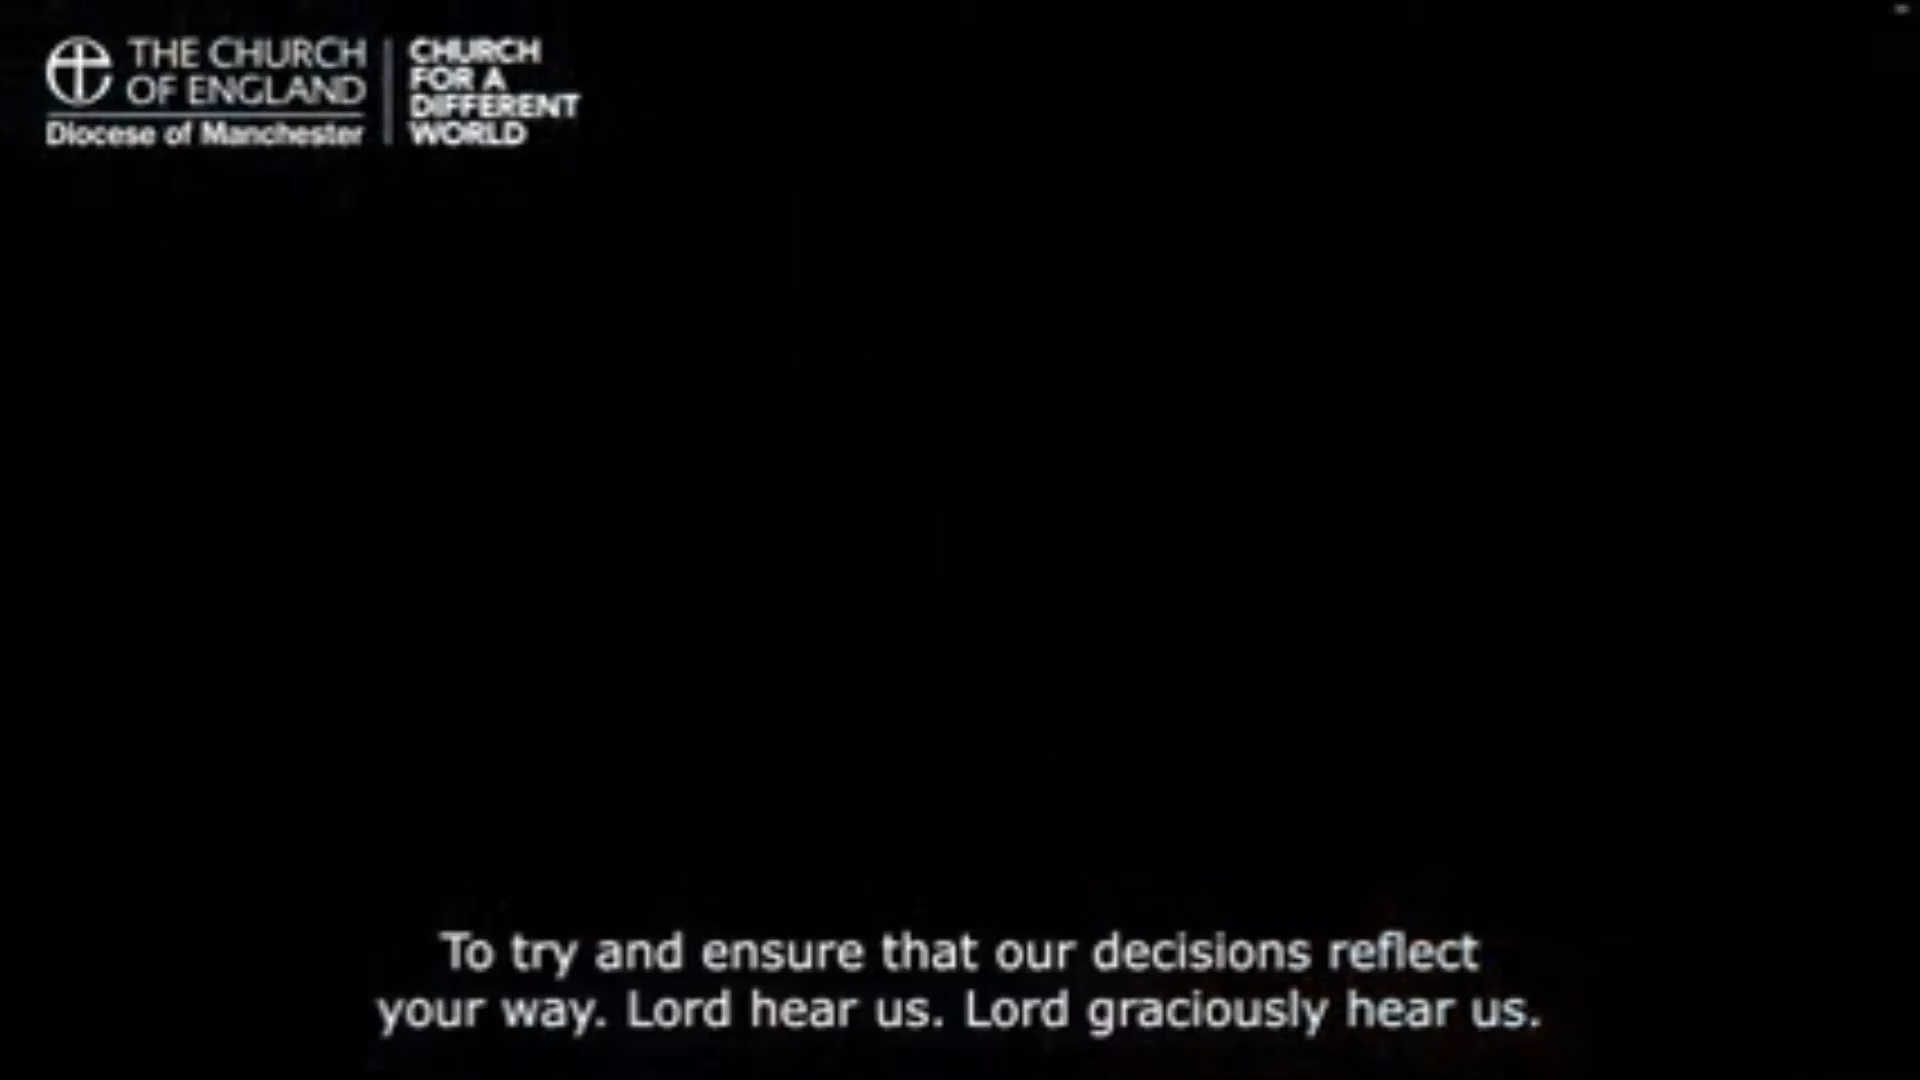 THE CHURCH
OF ENGLAND
Diocese of Manchester
CHURCH
FOR A
DIFFERENT
WORLD
To try and ensure that our decisions reflect
your way. Lord hear us. Lord graciously hear us.